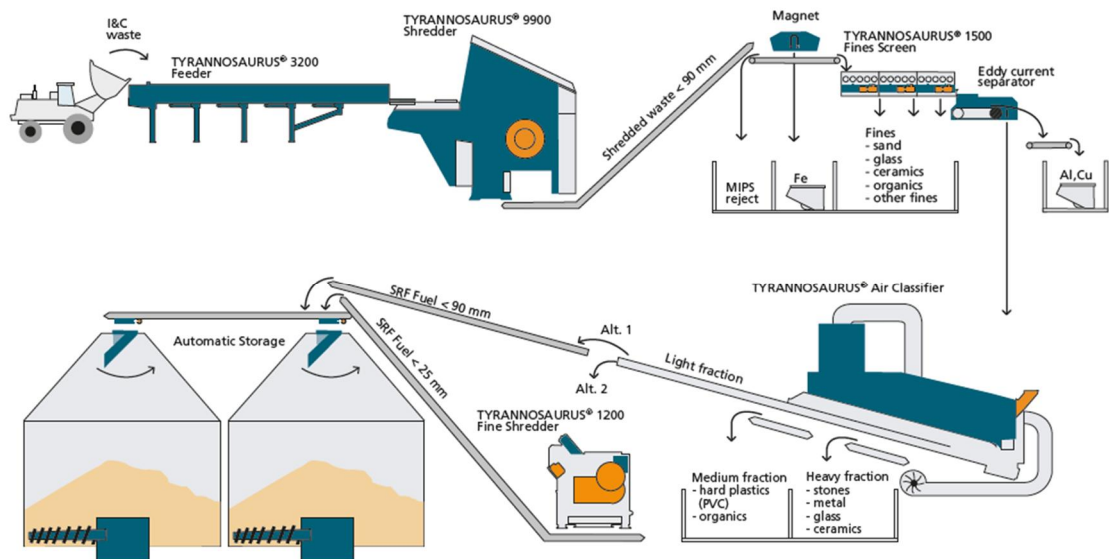 I&C
waste
TYRANNOSAURUS® 3200
Feeder
TYRANNOSAURUS® 9900
Shredder
Shredded waste < 90 mm
Magnet
TYRANNOSAURUS® 1500
Fines Screen
Eddy current
separator
MIPS
reject
Fe
Fines
- sand
- glass
- ceramics
- organics
- other fines
Al,Cu
Automatic Storage
SRF Fuel < 90 mm
SRF Fuel < 25 mm
Alt. 1
Alt. 2
Light fraction
TYRANNOSAURUS® Air Classifier
TYRANNOSAURUS® 1200
Fine Shredder
Medium fraction
- hard plastics
(PVC)
- organics
Heavy fraction
- stones
- metal
- glass
- ceramics